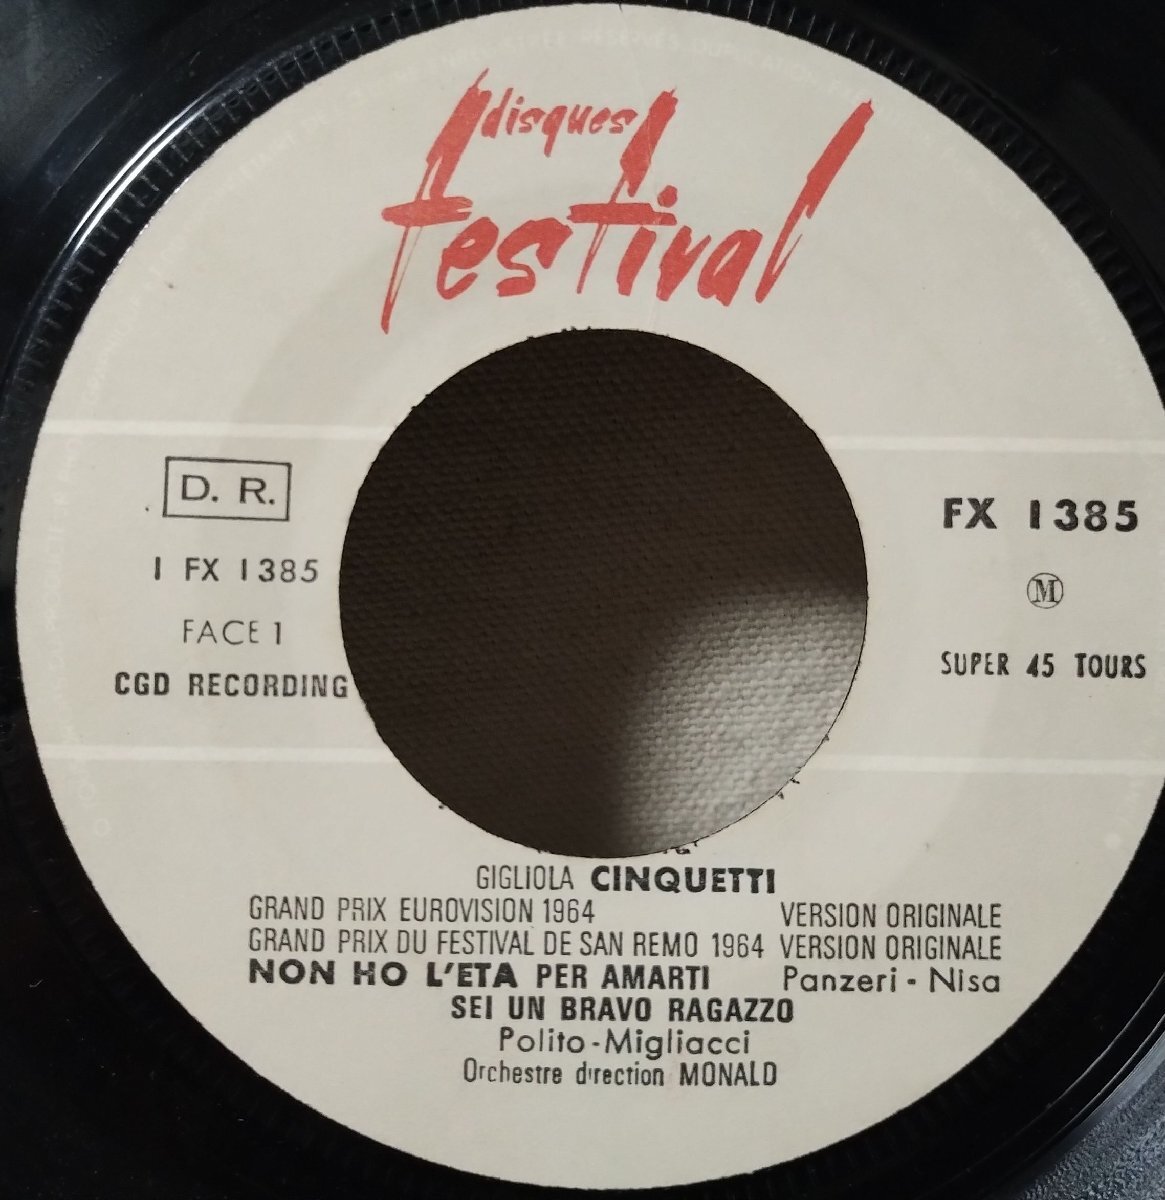 disques
festival
D. R.
1 FX 1385
FACE 1
CGD RECORDING
FX 1385
M
SUPER 45 TOURS
GIGLIOLA CINQUETTI
GRAND PRIX EUROVISION 1964 VERSION ORIGINALE
GRAND PRIX DU FESTIVAL DE SAN REMO 1964 VERSION ORIGINALE
NON HO L'ETA PER AMARTI Panzeri - Nisa
SEI UN BRAVO RAGAZZO
Polito - Migliacci
Orchestre direction MONALD